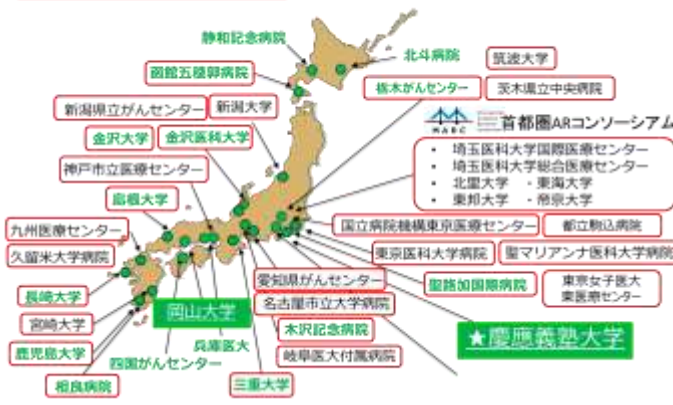 静和記念病院
北斗病院
筑波大学
函館五稜郭病院
栃木がんセンター
茨木県立中央病院
新潟県立がんセンター
新潟大学
MARC
首都圏ARコンソーシアム
金沢大学
金沢医科大学
• 埼玉医科大学国際医療センター
• 埼玉医科大学総合医療センター
• 北里大学 ・東海大学
• 東邦大学 ・帝京大学
神戸市立医療センター
島根大学
九州医療センター
国立病院機構東京医療センター
都立駒込病院
久留米大学病院
東京医科大学病院
聖マリアンナ医科大学病院
長崎大学
愛知県がんセンター
聖路加国際病院
東京女子医大
東医療センター
岡山大学
名古屋市立大学病院
宮崎大学
木沢記念病院
★慶應義塾大学
鹿児島大学
兵庫医大
岐阜医大付属病院
四国がんセンター
相良病院
三重大学